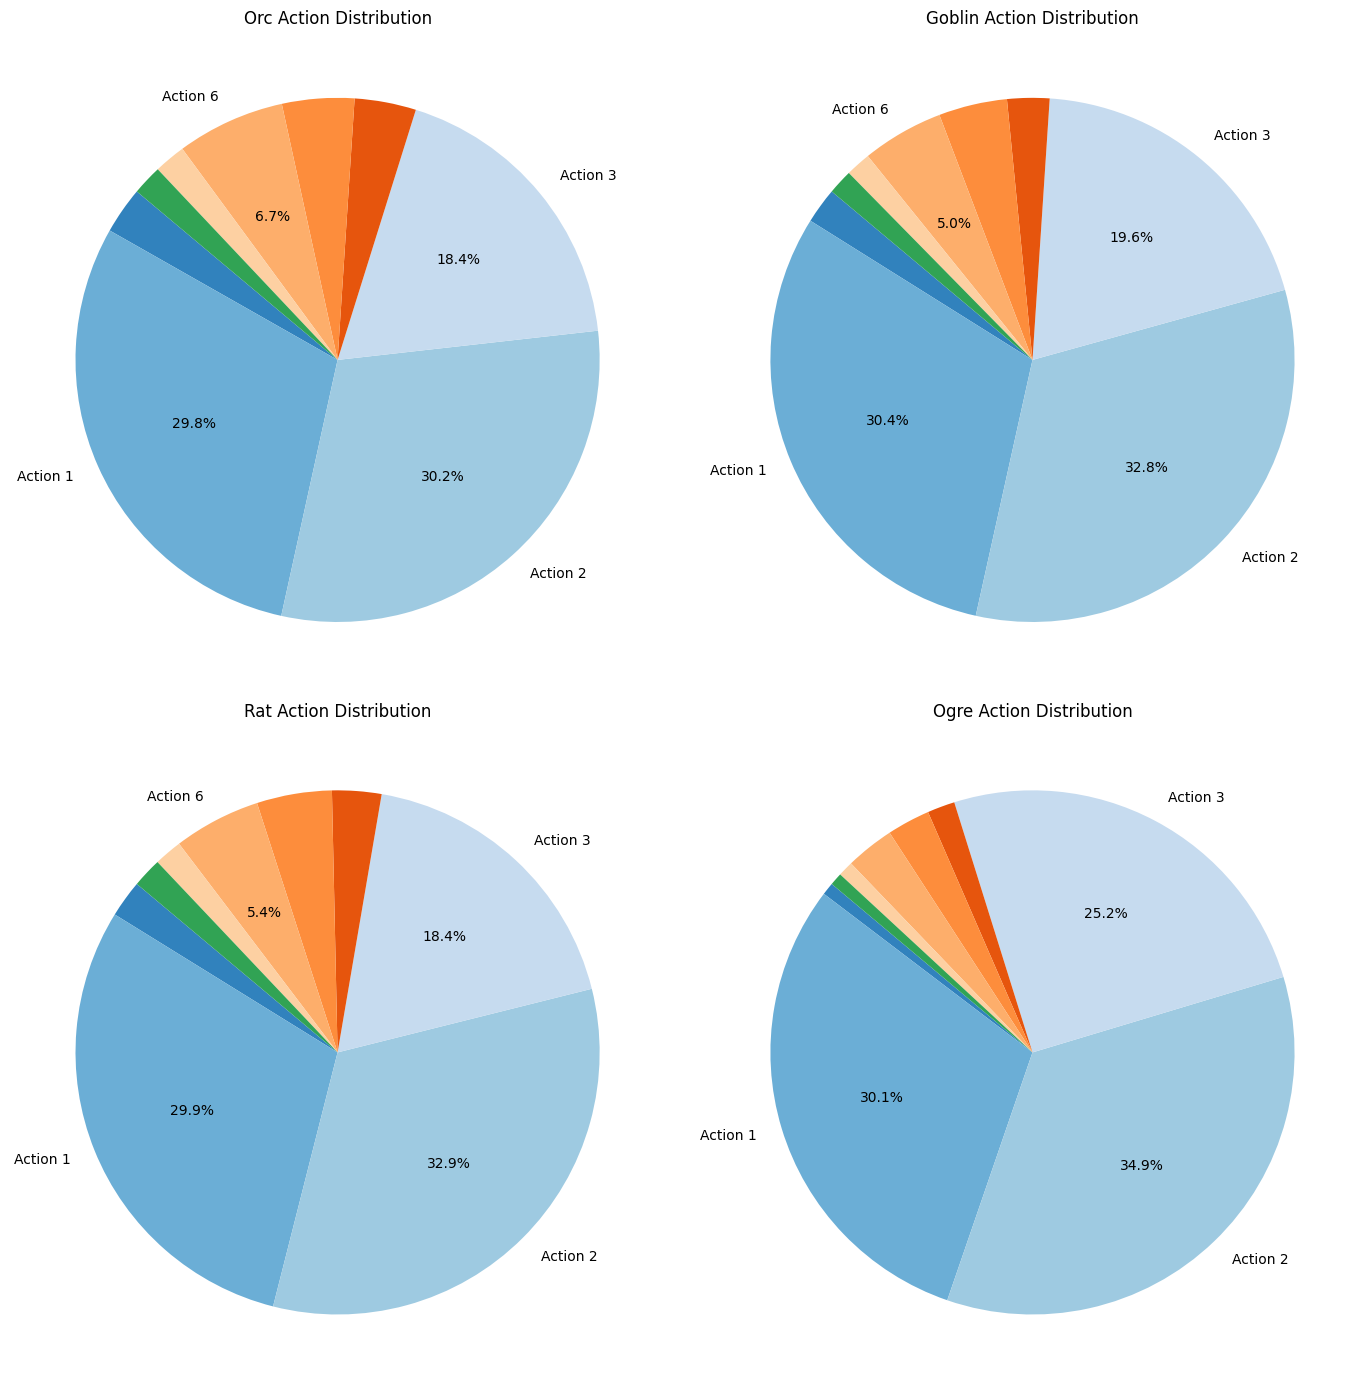 Orc Action Distribution
Action 6
6.7%
Action 3
18.4%
29.8%
Action 1
30.2%
Action 2
Goblin Action Distribution
Action 6
5.0%
Action 3
19.6%
30.4%
Action 1
32.8%
Action 2
Rat Action Distribution
Action 6
5.4%
Action 3
18.4%
29.9%
Action 1
32.9%
Action 2
Ogre Action Distribution
Action 3
25.2%
30.1%
Action 1
34.9%
Action 2